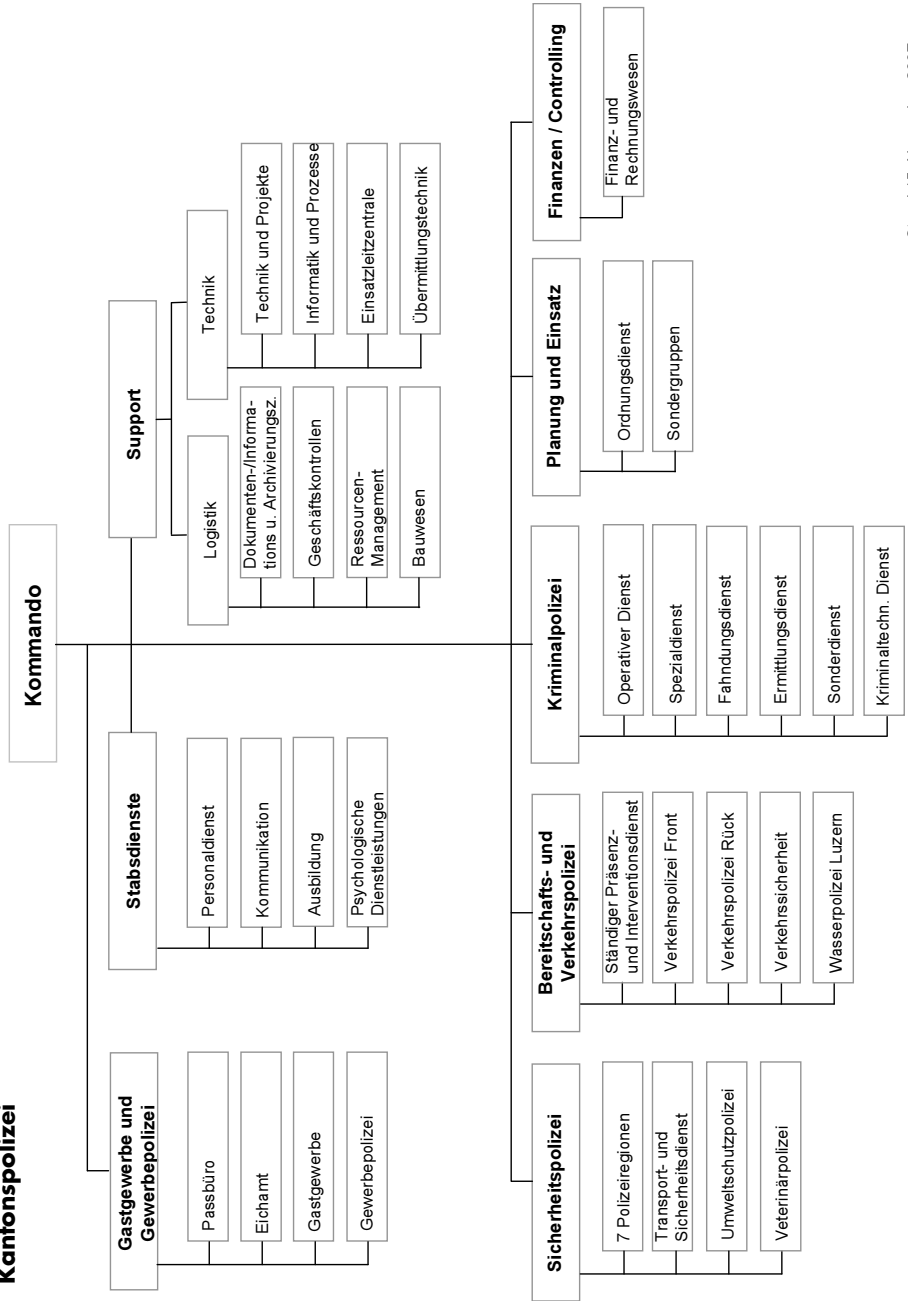 Kantonspolizei
Kommando
Gastgewerbe und
Gewerbepolizei
Passbüro
Eichamt
Gastgewerbe
Gewerbepolizei
Stabsdienste
Personaldienst
Kommunikation
Ausbildung
Psychologische
Dienstleistungen
Support
Logistik
Dokumenten-/Informa-
tions u. Archivierungsz.
Geschäftskontrollen
Ressourcen-
Management
Bauwesen
Technik
Technik und Projekte
Informatik und Prozesse
Einsatzleitzentrale
Übermittlungstechnik
Sicherheitspolizei
7 Polizeiregionen
Transport- und
Sicherheitsdienst
Umweltschutzpolizei
Veterinärpolizei
Bereitschafts- und
Verkehrspolizei
Ständiger Präsenz-
und Interventionsdienst
Verkehrspolizei Front
Verkehrspolizei Rück
Verkehrssicherheit
Wasserpolizei Luzern
Kriminalpolizei
Operativer Dienst
Spezialdienst
Fahndungsdienst
Ermittlungsdienst
Sonderdienst
Kriminaltechn. Dienst
Planung und Einsatz
Ordnungsdienst
Sondergruppen
Finanzen / Controlling
Finanz- und
Rechnungswesen